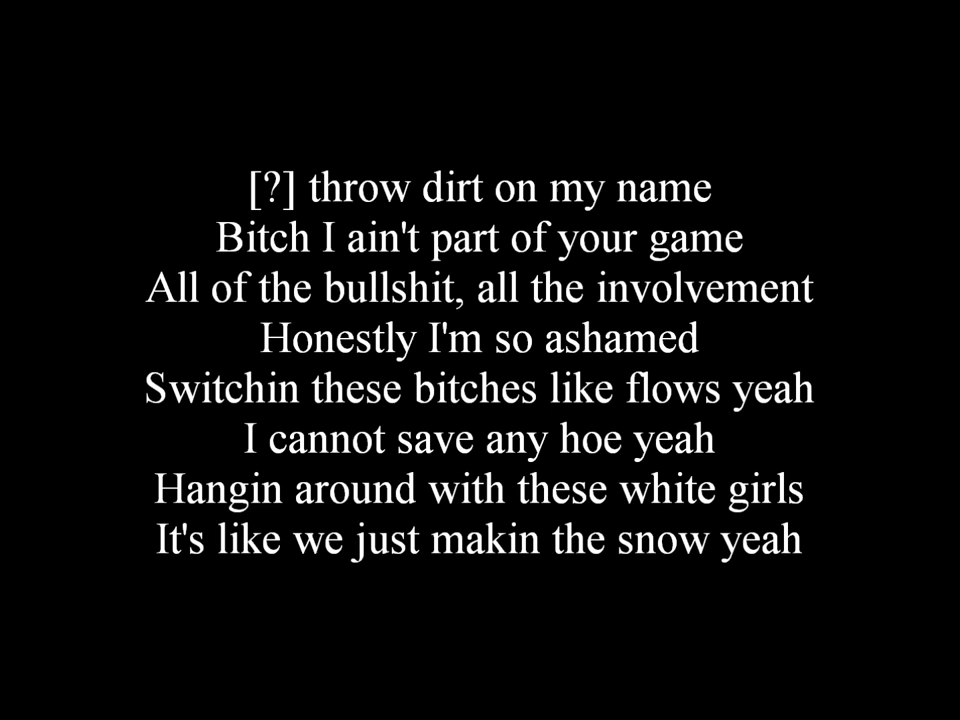 [?] throw dirt on my name
Bitch I ain't part of your game
All of the bullshit, all the involvement
Honestly I'm so ashamed
Switchin these bitches like flows yeah
I cannot save any hoe yeah
Hangin around with these white girls
It's like we just makin the snow yeah